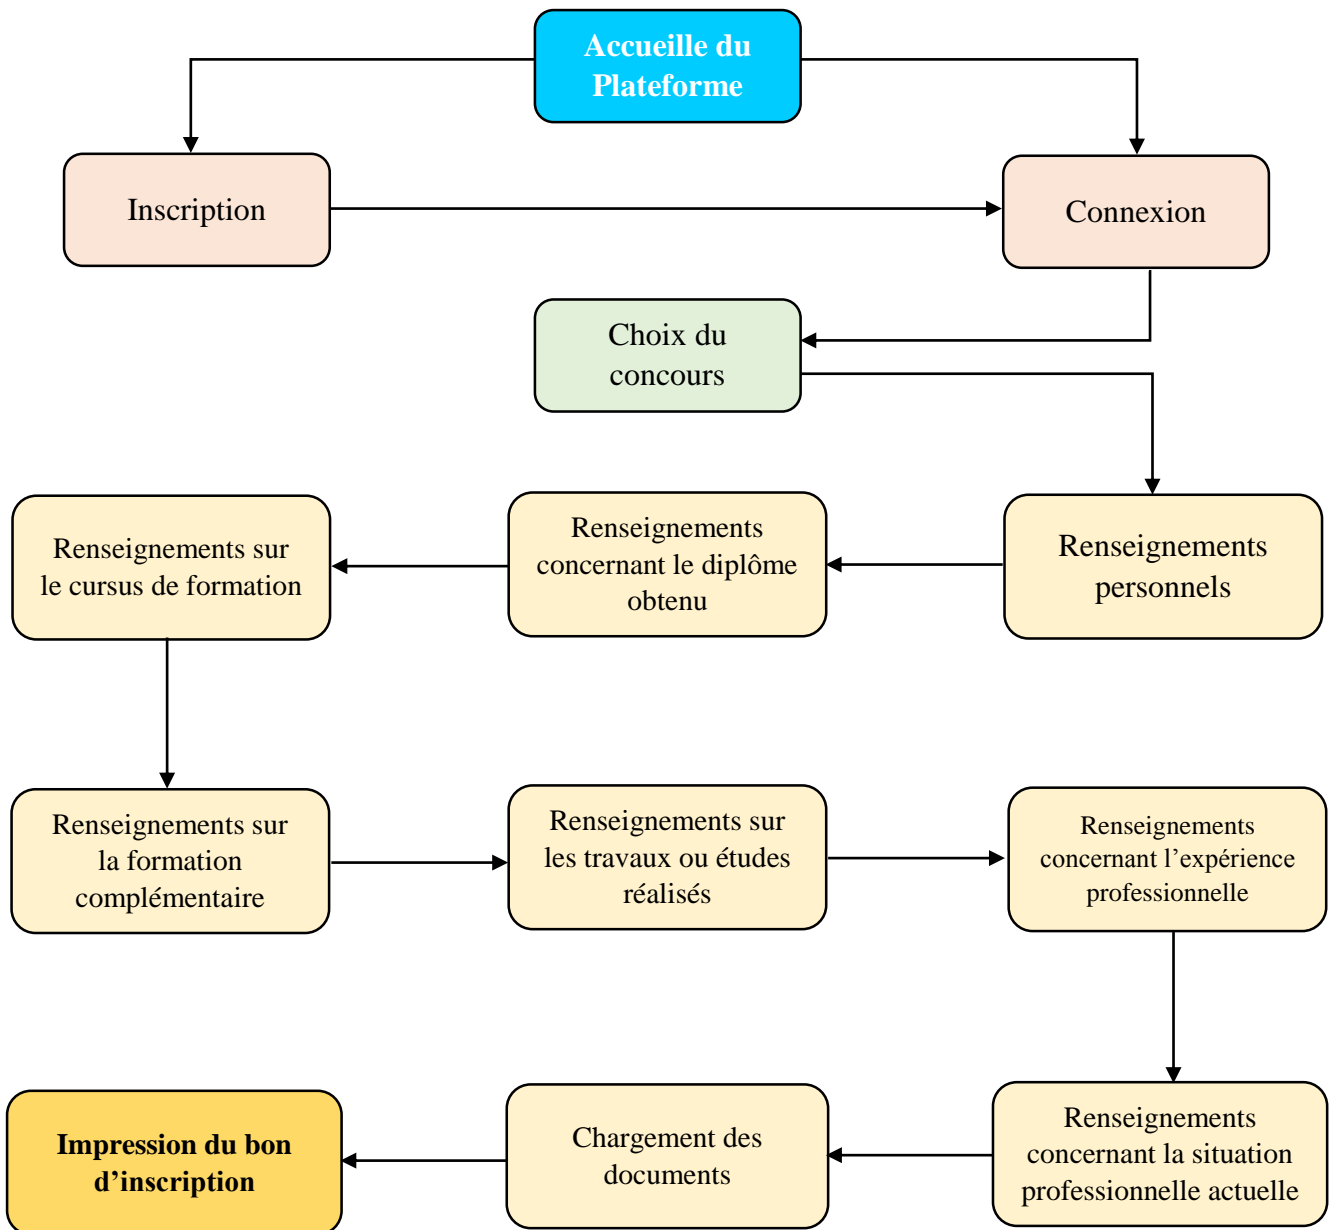 Accueille du
Plateforme
Inscription
Connexion
Choix du
concours
Renseignements
personnels
Renseignements
concernant le diplôme
obtenu
Renseignements sur
le cursus de formation
Renseignements sur
la formation
complémentaire
Renseignements sur
les travaux ou études
réalisés
Renseignements
concernant l’expérience
professionnelle
Renseignements
concernant la situation
professionnelle actuelle
Chargement des
documents
Impression du bon
d’inscription